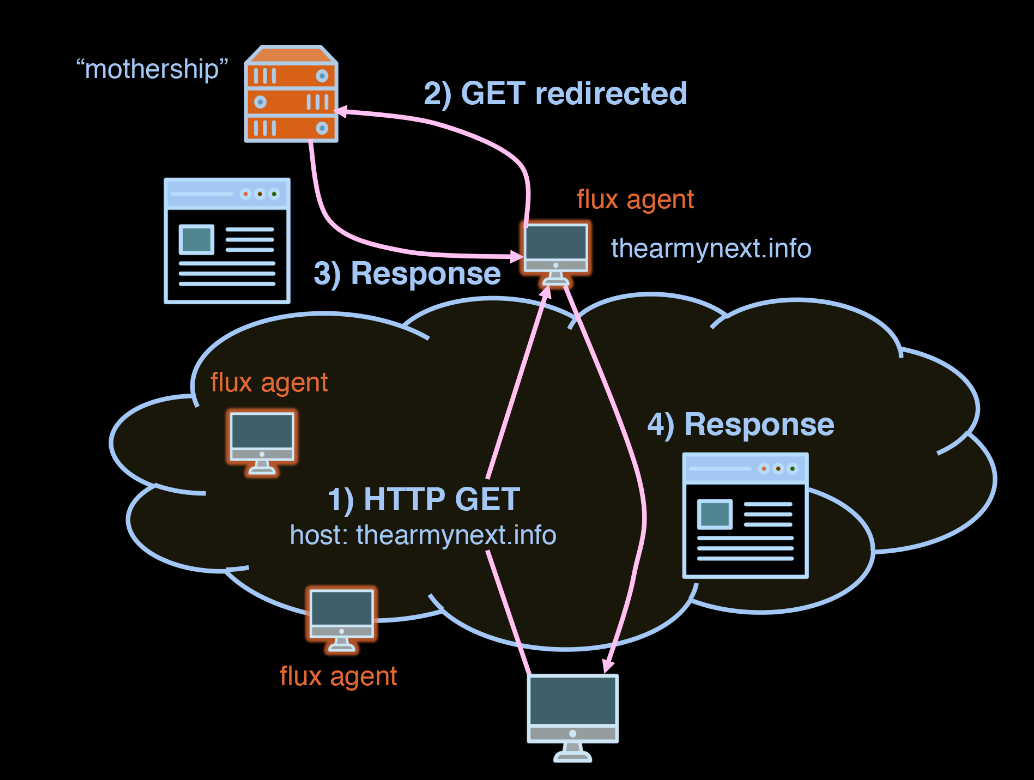 “mothership”
2) GET redirected
flux agent
thearmynext.info
3) Response
flux agent
4) Response
1) HTTP GET
host: thearmynext.info
flux agent